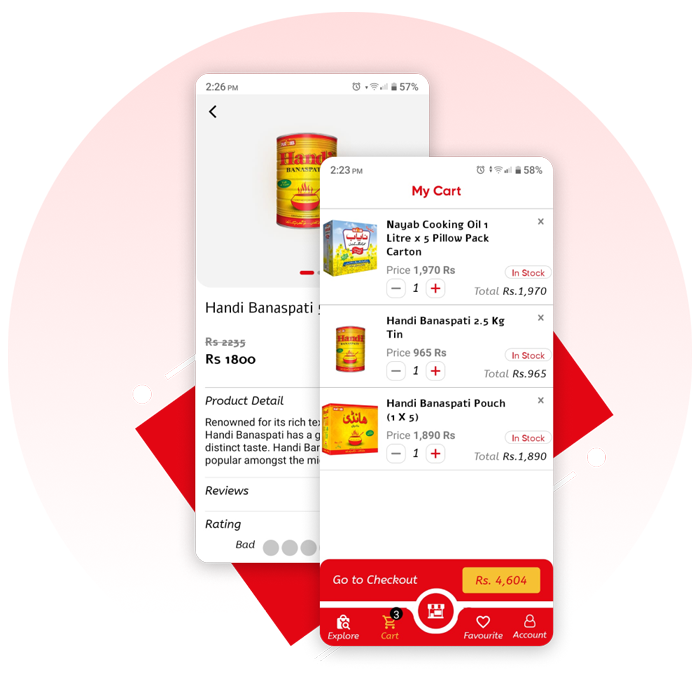 2:26 PM
57%
Handi
BANASPATI
Handi Banaspati
Rs 2235
Rs 1800
Product Detail
Renowned for its rich
Handi Banaspati has a
distinct taste. Handi
popular amongst the
Reviews
Rating
Bad
2:23 PM
58%
My Cart
Nayab Cooking Oil 1
Litre x 5 Pillow Pack
Carton
×
Price 1,970 Rs
In Stock
− 1 +
Total Rs.1,970
نایاب
Handi Banaspati 2.5 Kg
Tin
×
Price 965 Rs
In Stock
− 1 +
Total Rs.965
Handi
Handi Banaspati Pouch
(1 X 5)
×
Price 1,890 Rs
In Stock
− 1 +
Total Rs.1,890
ہانڈی
Go to Checkout
Rs. 4,604
3
Explore
Cart
Favourite
Account